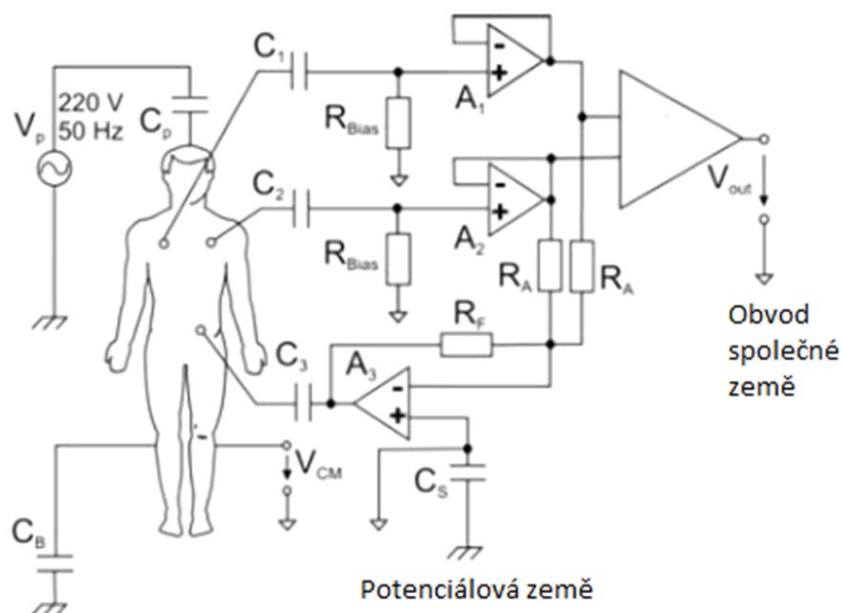 C1
A1
220 V
50 Hz
Vp
Cp
RBias
C2
A2
Vout
RBias
RA
RA
RF
C3
A3
Obvod
společné
země
VCM
CS
CB
Potenciálová země